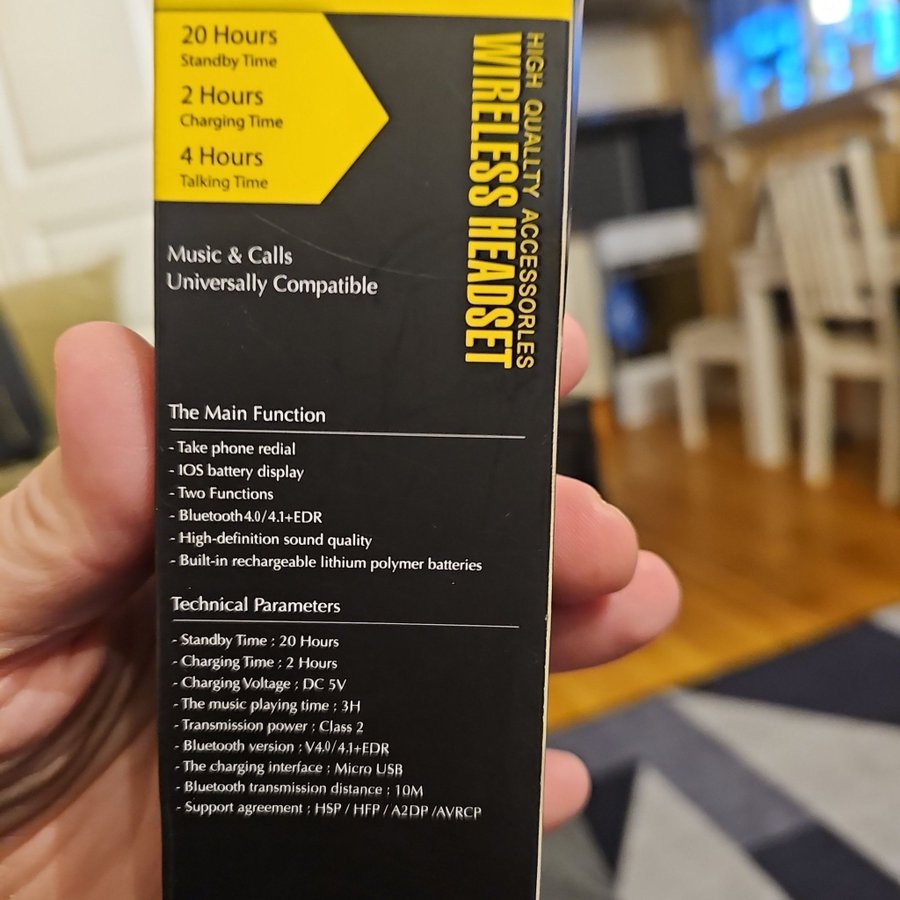 20 Hours
Standby Time
2 Hours
Charging Time
4 Hours
Talking Time
HIGH QUALLTY ACCESSORLES
WIRELESS HEADSET
Music & Calls
Universally Compatible
The Main Function
- Take phone redial
- IOS battery display
- Two Functions
- Bluetooth4.0/4.1+EDR
- High-definition sound quality
- Built-in rechargeable lithium polymer batteries
Technical Parameters
- Standby Time : 20 Hours
- Charging Time : 2 Hours
- Charging Voltage : DC 5V
- The music playing time : 3H
- Transmission power : Class 2
- Bluetooth version : V4.0/4.1+EDR
- The charging interface : Micro USB
- Bluetooth transmission distance : 10M
- Support agreement : HSP / HFP / A2DP /AVRCP